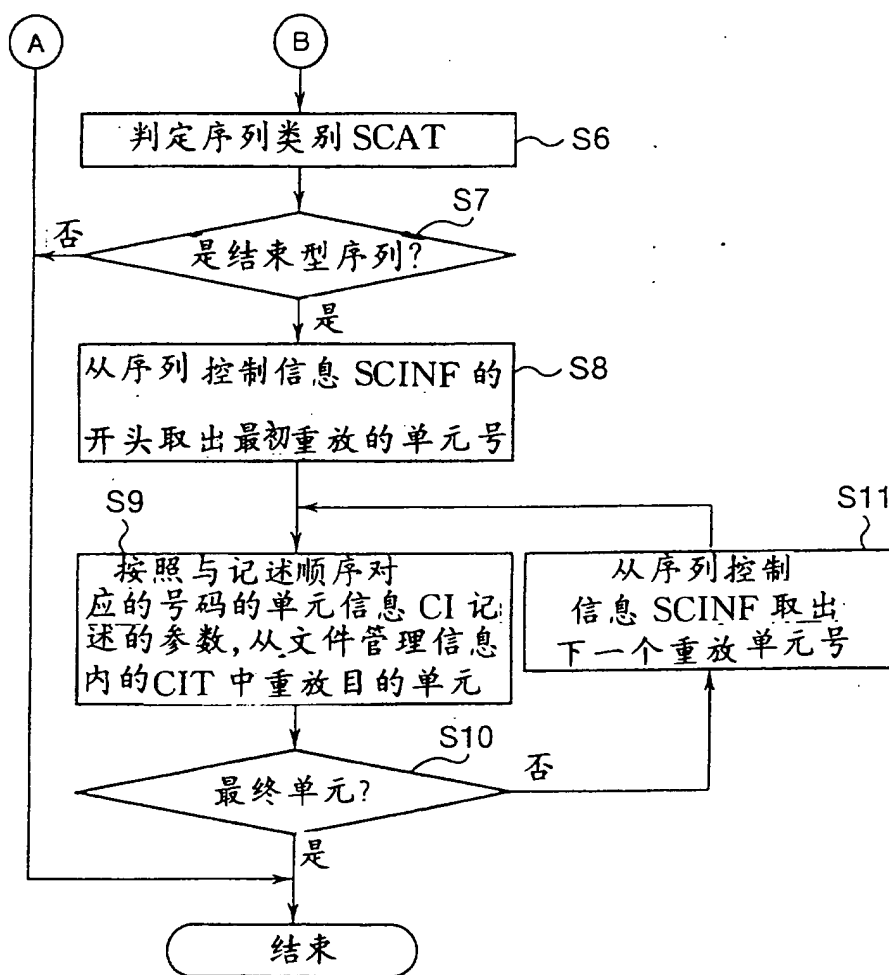 A
B
判定序列类别 SCAT
S6
S7
否
是结束型序列?
是
从序列控制信息 SCINF 的
开头取出最初重放的单元号
S8
S9
按照与记述顺序对
应的号码的单元信息 CI 记
述的参数,从文件管理信息
内的 CIT 中重放目的单元
S11
从序列控制
信息 SCINF 取出
下一个重放单元号
S10
最终单元?
否
是
结束